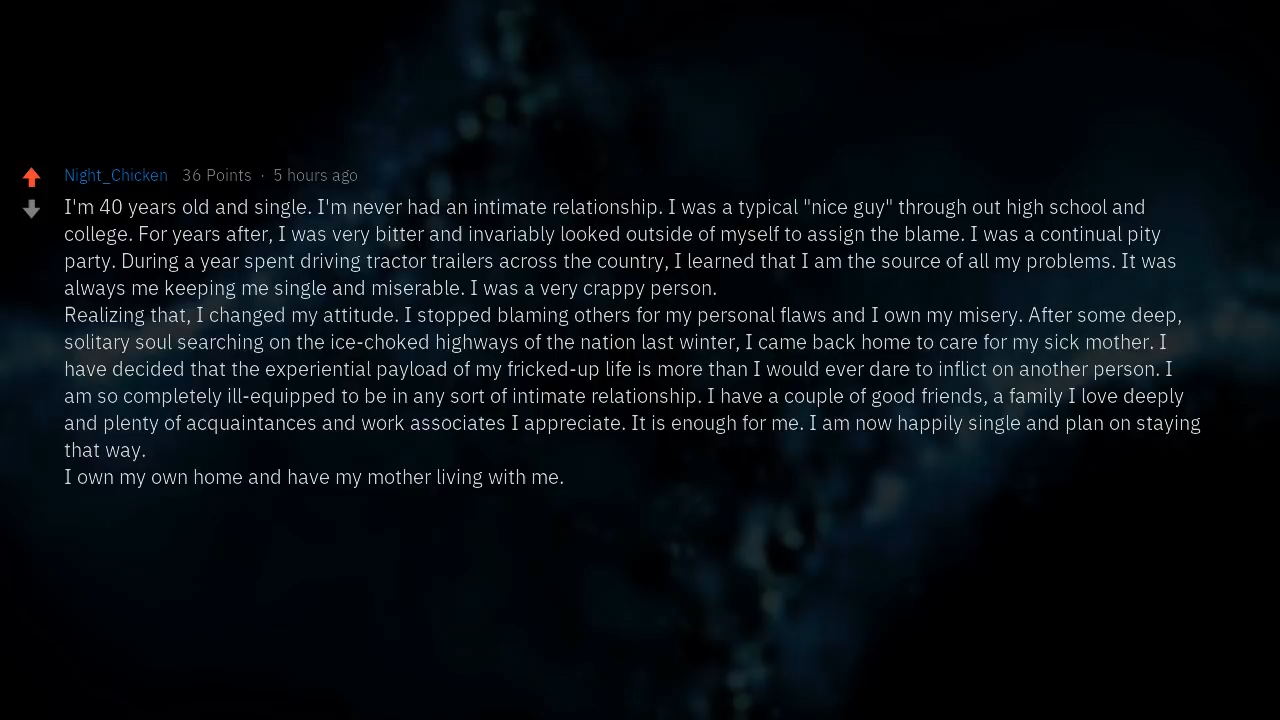 Night_Chicken 36 Points · 5 hours ago
I'm 40 years old and single. I'm never had an intimate relationship. I was a typical "nice guy" through out high school and
college. For years after, I was very bitter and invariably looked outside of myself to assign the blame. I was a continual pity
party. During a year spent driving tractor trailers across the country, I learned that I am the source of all my problems. It was
always me keeping me single and miserable. I was a very crappy person.
Realizing that, I changed my attitude. I stopped blaming others for my personal flaws and I own my misery. After some deep,
solitary soul searching on the ice-choked highways of the nation last winter, I came back home to care for my sick mother. I
have decided that the experiential payload of my fricked-up life is more than I would ever dare to inflict on another person. I
am so completely ill-equipped to be in any sort of intimate relationship. I have a couple of good friends, a family I love deeply
and plenty of acquaintances and work associates I appreciate. It is enough for me. I am now happily single and plan on staying
that way.
I own my own home and have my mother living with me.